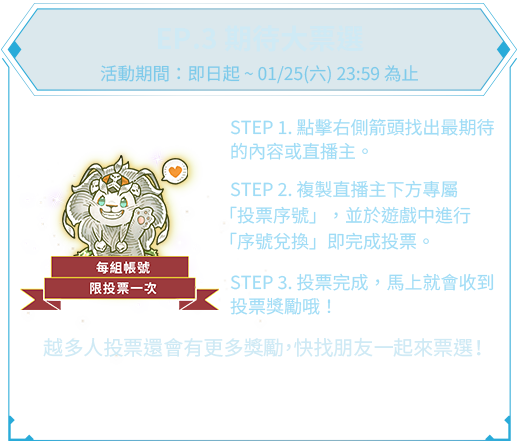 活動期間：即日起 ~ 01/25(六) 23:59 為止
STEP 1. 點擊右側箭頭找出最期待
的內容或直播主。
STEP 2. 複製直播主下方專屬
「投票序號」，並於遊戲中進行
「序號兌換」即完成投票。
每組帳號
限投票一次
STEP 3. 投票完成，馬上就會收到
投票獎勵哦！
越多人投票還會有更多獎勵，快找朋友一起來票選！